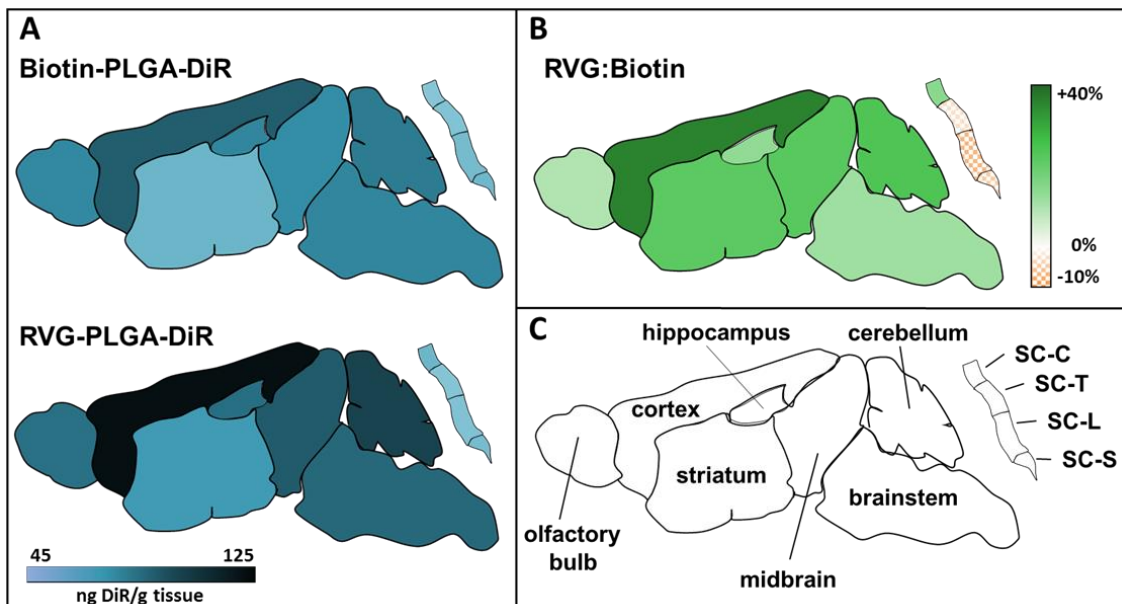 A
Biotin-PLGA-DiR
RVG-PLGA-DiR
45 125
ng DiR/g tissue
B
RVG:Biotin
+40%
0%
-10%
C
hippocampus
cerebellum
SC-C
SC-T
cortex
SC-L
SC-S
striatum
brainstem
olfactory
bulb
midbrain